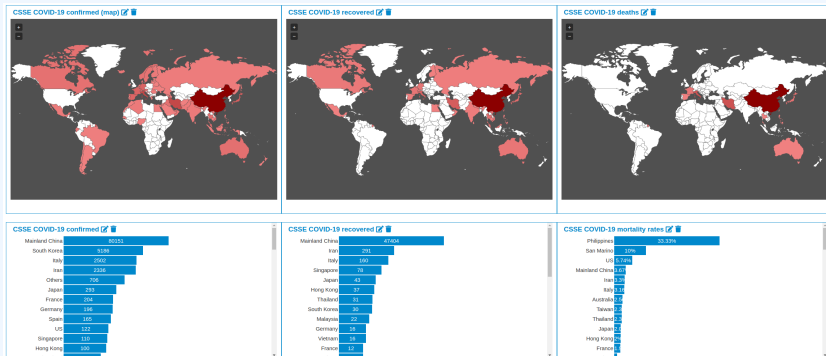 CSSE COVID-19 confirmed (map)
CSSE COVID-19 recovered
CSSE COVID-19 deaths
+
−
+
−
+
−
CSSE COVID-19 confirmed
Mainland China 80151
South Korea 5186
Italy 2502
Iran 2336
Others 706
Japan 293
France 204
Germany 196
Spain 165
US 122
Singapore 110
Hong Kong 100
CSSE COVID-19 recovered
Mainland China 47404
Iran 291
Italy 160
Singapore 78
Japan 43
Hong Kong 37
Thailand 31
South Korea 30
Malaysia 22
Germany 16
Vietnam 16
France 12
CSSE COVID-19 mortality rates
Philippines 33.33%
San Marino 10%
US 5.74%
Mainland China
Iran
Italy
Australia
Taiwan
Thailand
Japan
Hong Kong
France